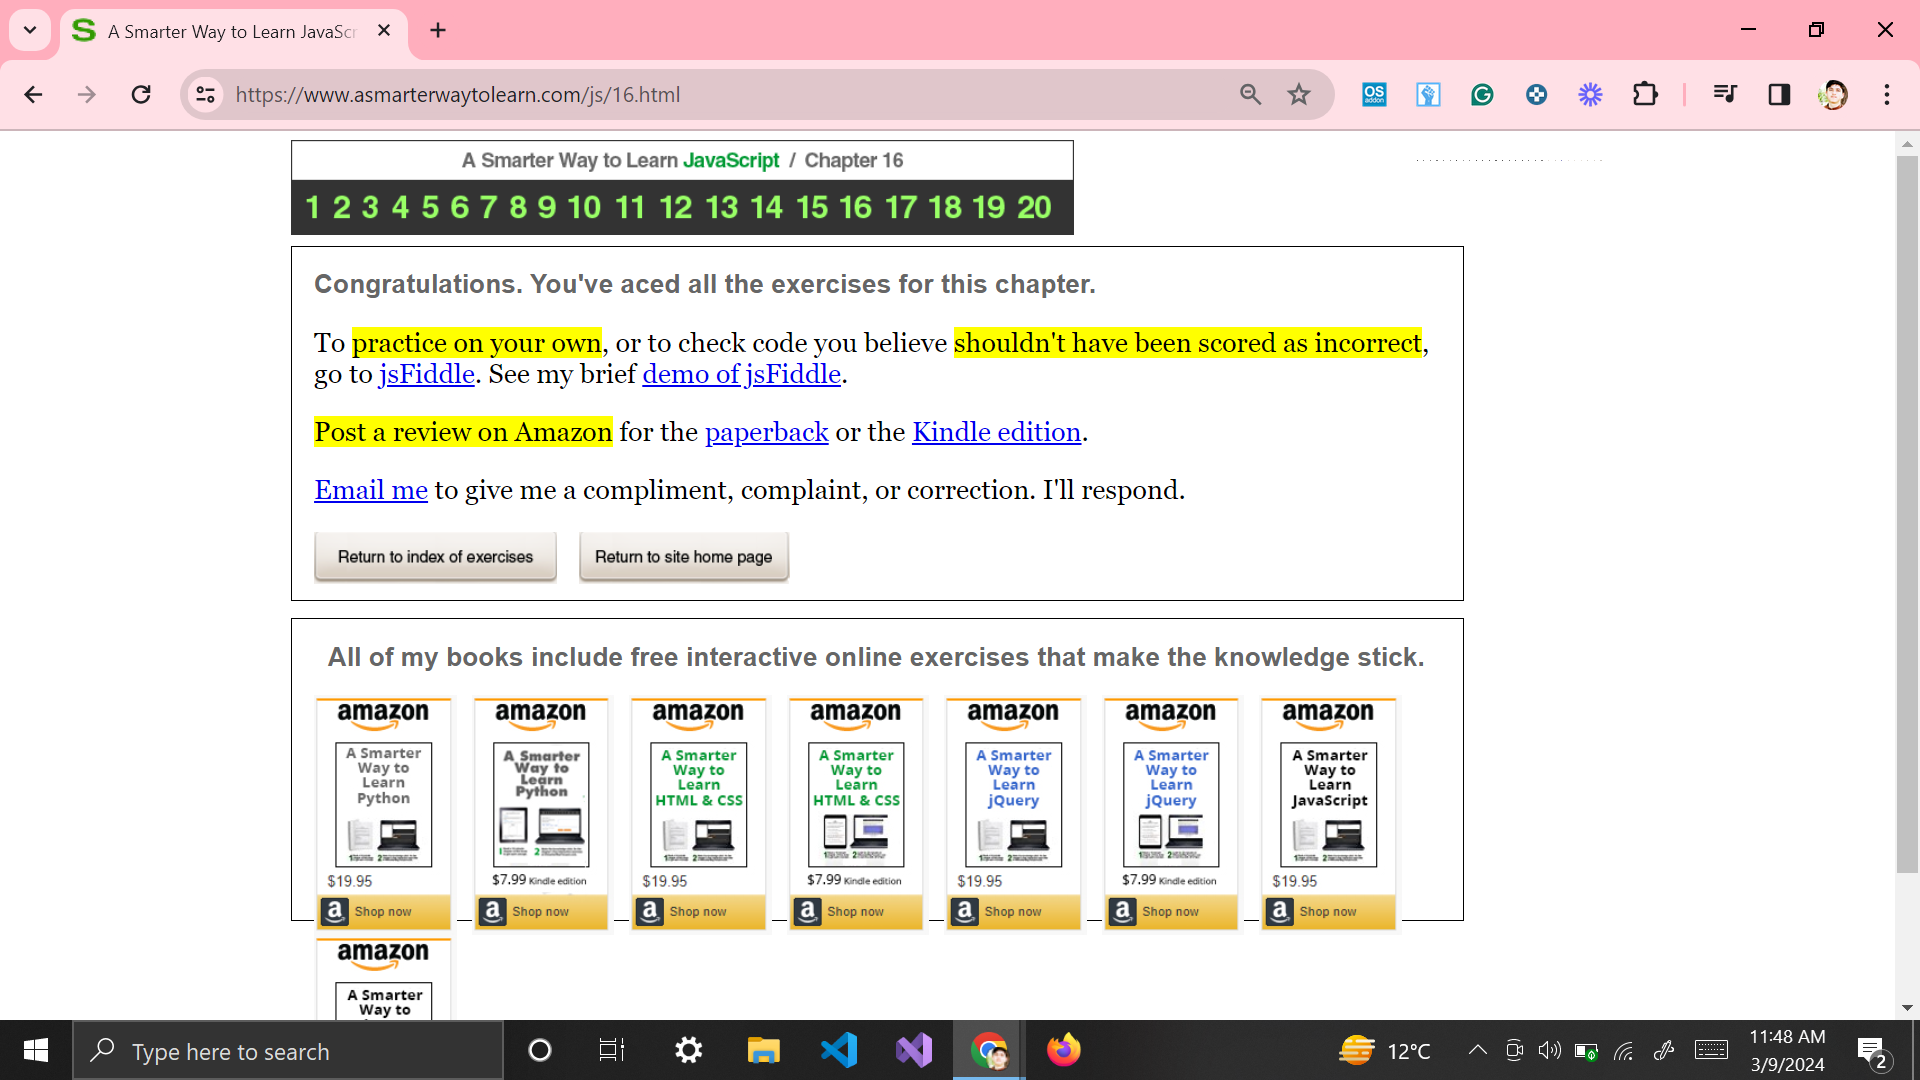 A Smarter Way to Learn JavaScr
https://www.asmarterwaytolearn.com/js/16.html
OS addon
A Smarter Way to Learn JavaScript / Chapter 16
1 2 3 4 5 6 7 8 9 10 11 12 13 14 15 16 17 18 19 20
Congratulations. You've aced all the exercises for this chapter.
To practice on your own, or to check code you believe shouldn't have been scored as incorrect,
go to jsFiddle. See my brief demo of jsFiddle.
Post a review on Amazon for the paperback or the Kindle edition.
Email me to give me a compliment, complaint, or correction. I'll respond.
Return to index of exercises Return to site home page
All of my books include free interactive online exercises that make the knowledge stick.
amazon amazon amazon amazon amazon amazon amazon
A Smarter A Smarter A Smarter A Smarter A Smarter A Smarter A Smarter
Way to Way to Way to Way to Way to Way to Way to
Learn Learn Learn Learn Learn Learn Learn
Python Python HTML & CSS HTML & CSS jQuery jQuery JavaScript
$19.95 $7.99 Kindle edition $19.95 $7.99 Kindle edition $19.95 $7.99 Kindle edition $19.95
a Shop now a Shop now a Shop now a Shop now a Shop now a Shop now a Shop now
amazon
A Smarter
Way to
Type here to search
12°C
11:48 AM
3/9/2024
2